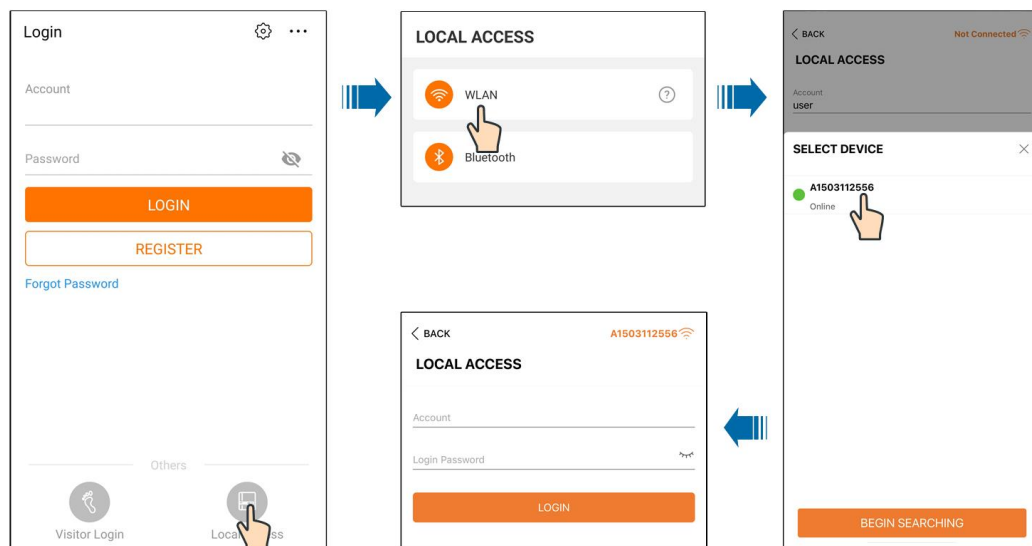 Login
Account
Password
LOGIN
REGISTER
Forgot Password
Others
Visitor Login
LOCAL ACCESS
WLAN
?
Bluetooth
BACK
Not Connected
LOCAL ACCESS
Account
user
SELECT DEVICE
A1503112556
Online
BEGIN SEARCHING
BACK
A1503112556
LOCAL ACCESS
Account
Login Password
LOGIN